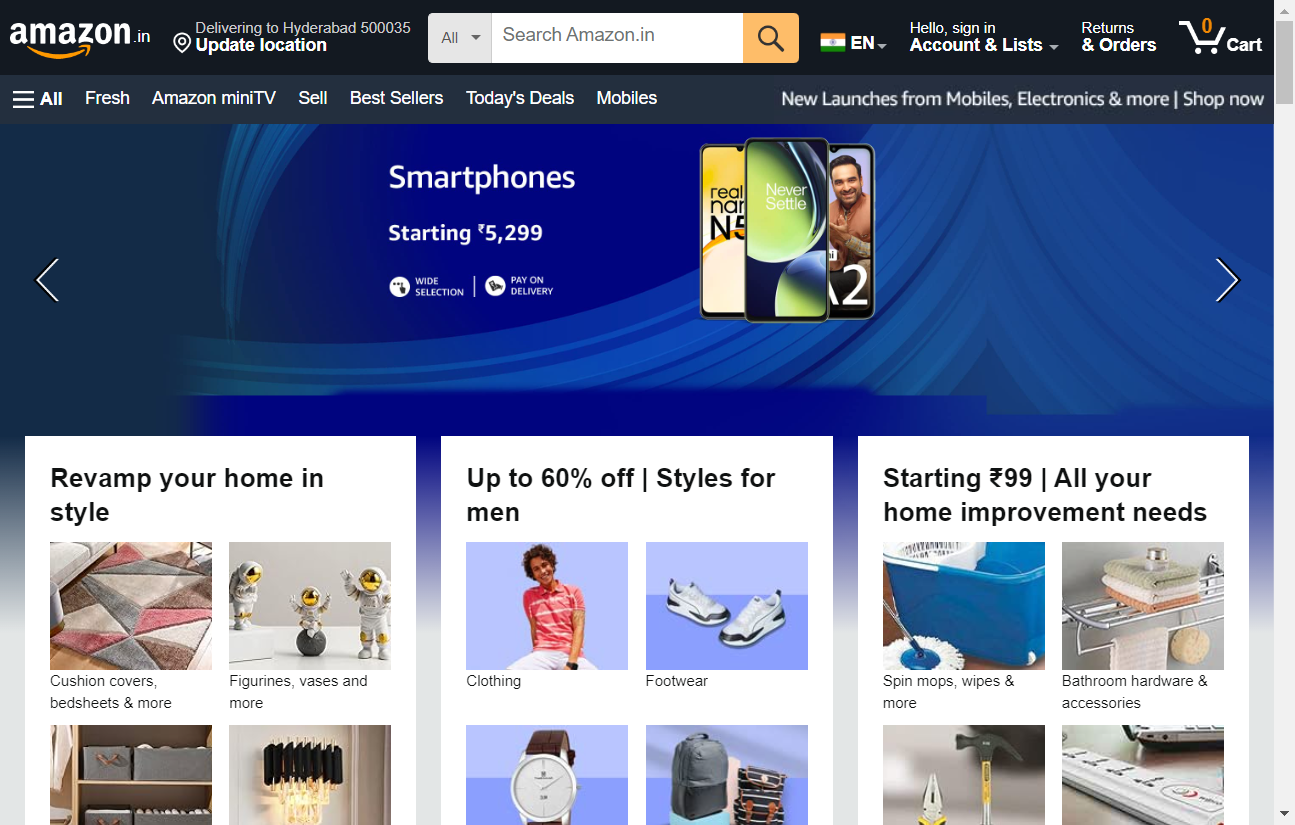 amazon.in
Delivering to Hyderabad 500035
Update location
All
Search Amazon.in
EN
Hello, sign in
Account & Lists
Returns
& Orders
0
Cart
All
Fresh
Amazon miniTV
Sell
Best Sellers
Today's Deals
Mobiles
New Launches from Mobiles, Electronics & more | Shop now
Smartphones
Starting ₹5,299
WIDE
SELECTION
PAY ON
DELIVERY
real
nar
N5
Never
Settle
A2
Revamp your home in
style
Up to 60% off | Styles for
men
Starting ₹99 | All your
home improvement needs
Cushion covers,
bedsheets & more
Figurines, vases and
more
Clothing
Footwear
Spin mops, wipes &
more
Bathroom hardware &
accessories